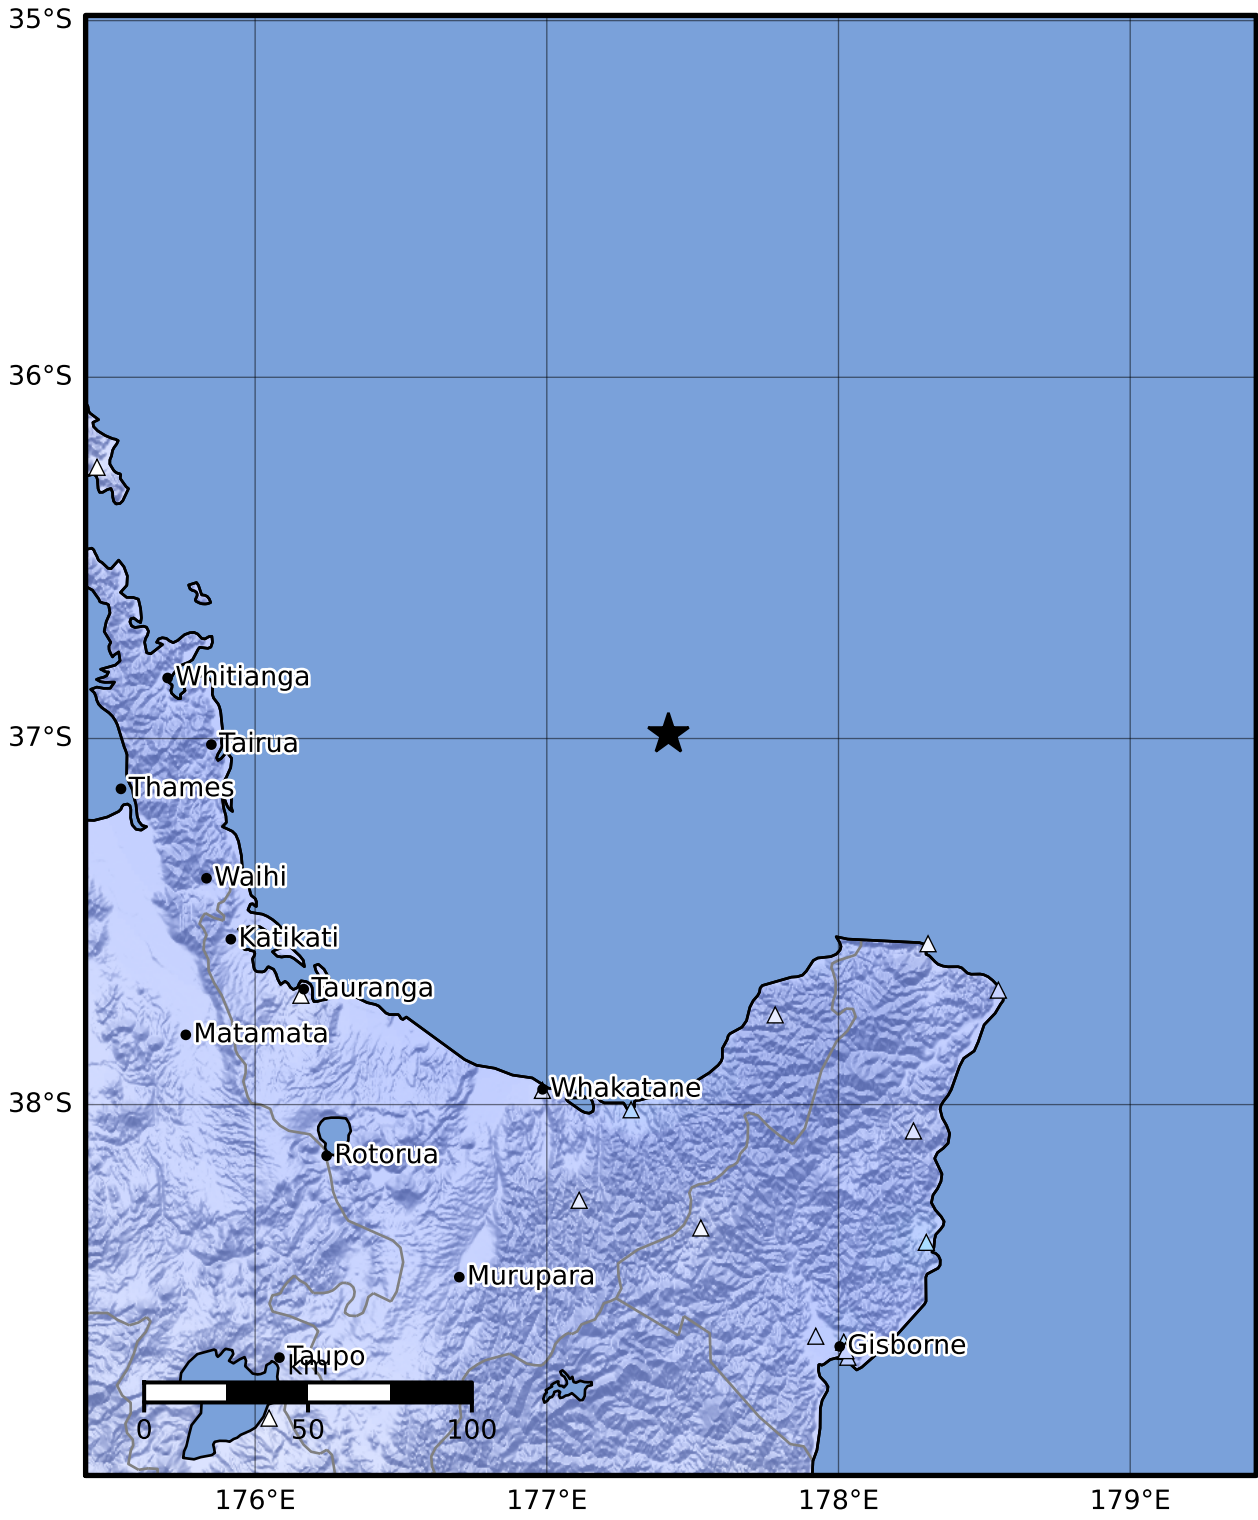 35°S
36°S
Whitianga
37°S
Tairua
Thames
Waihi
Katikati
Tauranga
Matamata
Whakatane
38°S
Rotorua
Murupara
Gisborne
Taupo
km
0 50 100
176°E 177°E 178°E 179°E